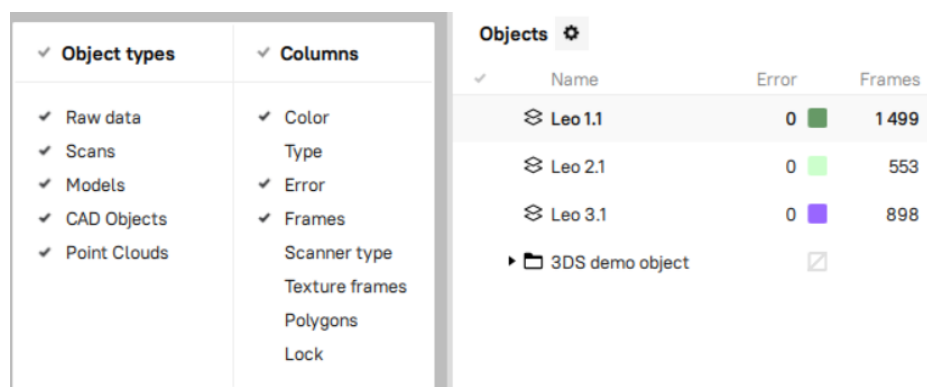 Object types
Raw data
Scans
Models
CAD Objects
Point Clouds
Columns
Color
Type
Error
Frames
Scanner type
Texture frames
Polygons
Lock
Objects
Name Error Frames
Leo 1.1 0 1 499
Leo 2.1 0 553
Leo 3.1 0 898
3DS demo object